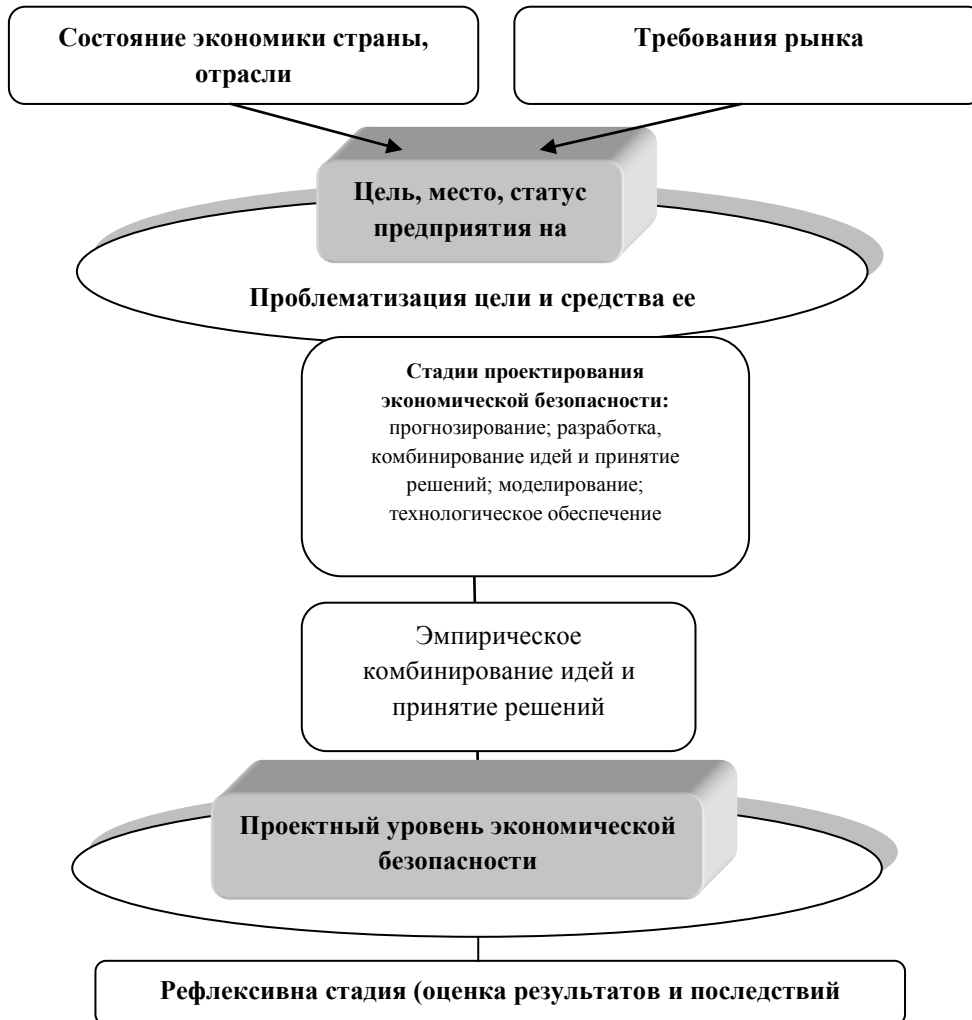 Состояние экономики страны,
отрасли
Требования рынка
Цель, место, статус
предприятия на
Проблематизация цели и средства ее
Стадии проектирования
экономической безопасности:
прогнозирование; разработка,
комбинирование идей и принятие
решений; моделирование;
технологическое обеспечение
Эмпирическое
комбинирование идей и
принятие решений
Проектный уровень экономической
безопасности
Рефлексивна стадия (оценка результатов и последствий